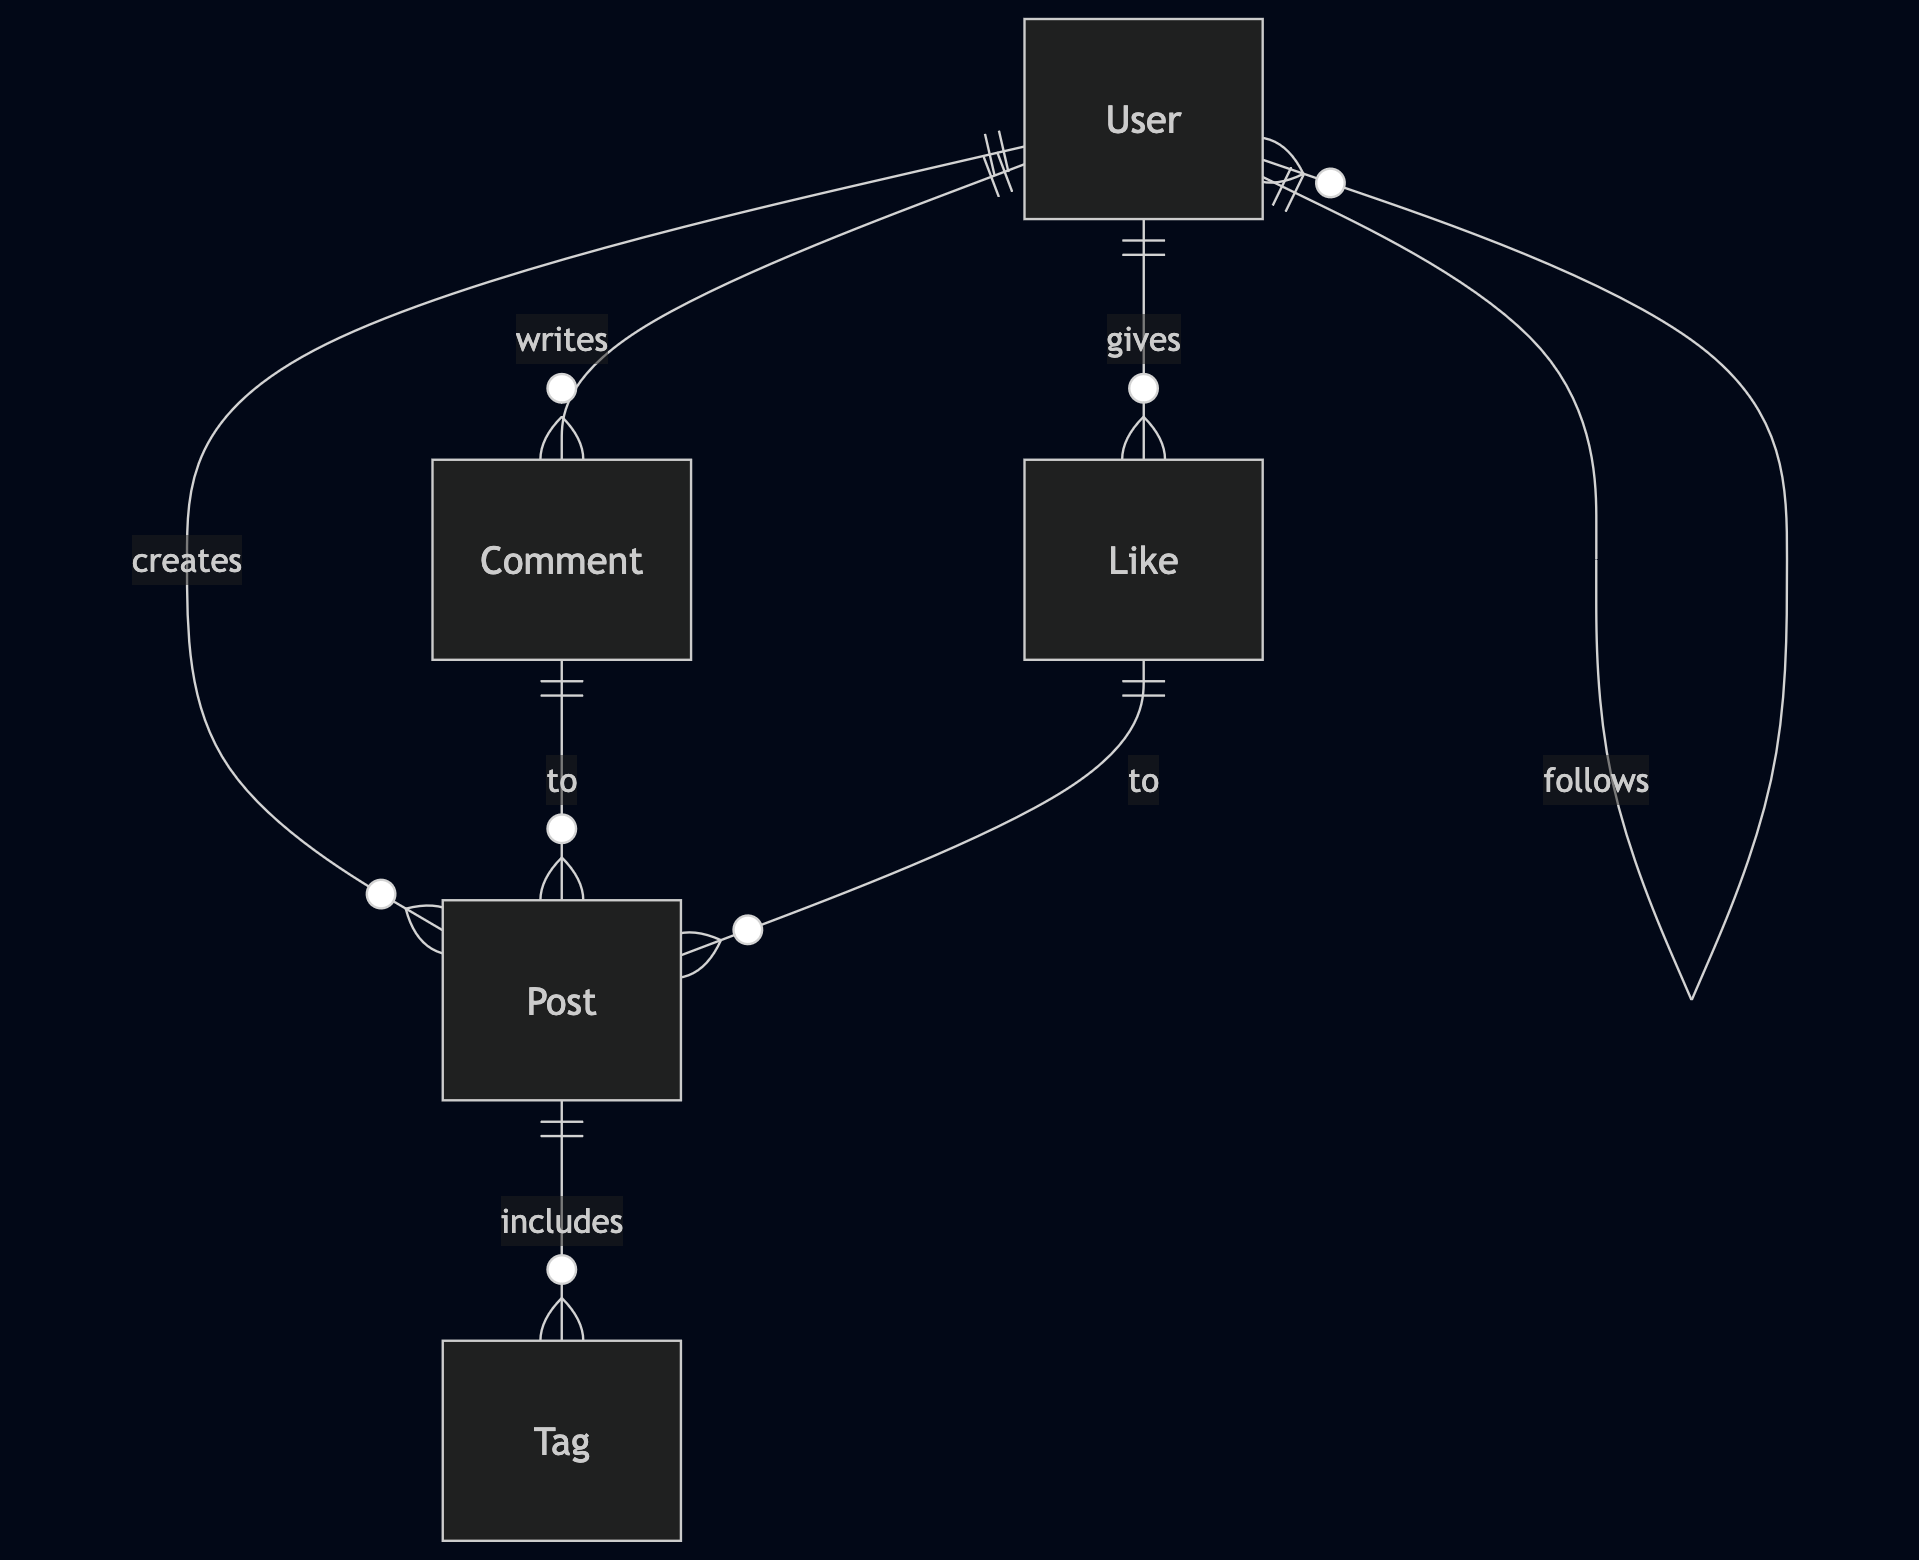 User
writes
gives
creates
Comment
Like
to
to
follows
Post
includes
Tag